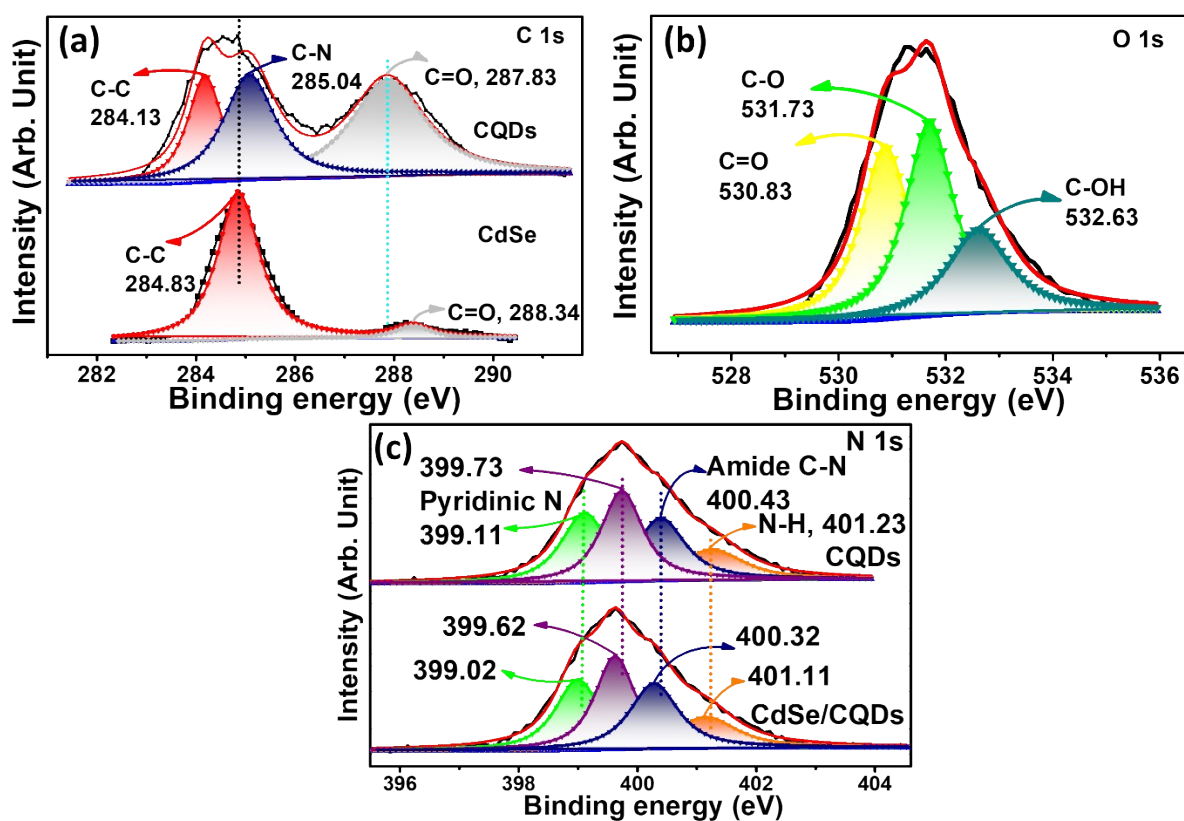 (a)
C 1s
C-C
284.13
C-N
285.04
C=O, 287.83
CQDs
C-C
284.83
CdSe
C=O, 288.34
Intensity (Arb. Unit)
282 284 286 288 290
Binding energy (eV)
(b)
O 1s
C-O
531.73
C=O
530.83
C-OH
532.63
Intensity (Arb. Unit)
528 530 532 534 536
Binding energy (eV)
(c)
N 1s
399.73
Pyridinic N
399.11
Amide C-N
400.43
N-H, 401.23
CQDs
399.62
399.02
400.32
401.11
CdSe/CQDs
Intensity (Arb. Unit)
396 398 400 402 404
Binding energy (eV)